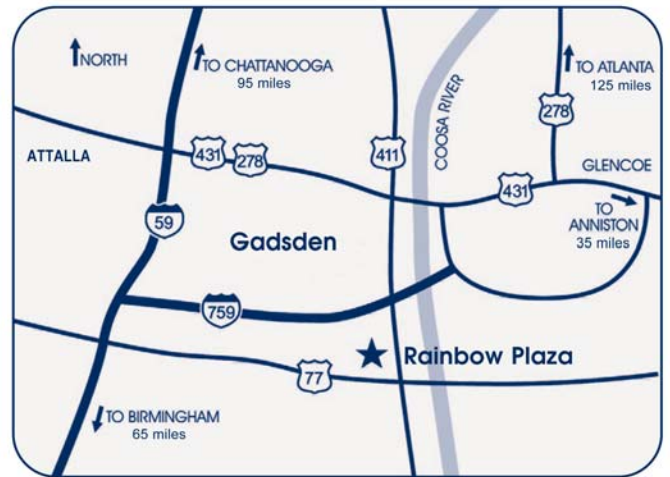 NORTH
TO CHATTANOOGA
95 miles
TO ATLANTA
125 miles
278
COOSA RIVER
ATTALLA
431
278
411
GLENCOE
431
TO
ANNISTON
35 miles
59
Gadsden
759
Rainbow Plaza
77
TO BIRMINGHAM
65 miles